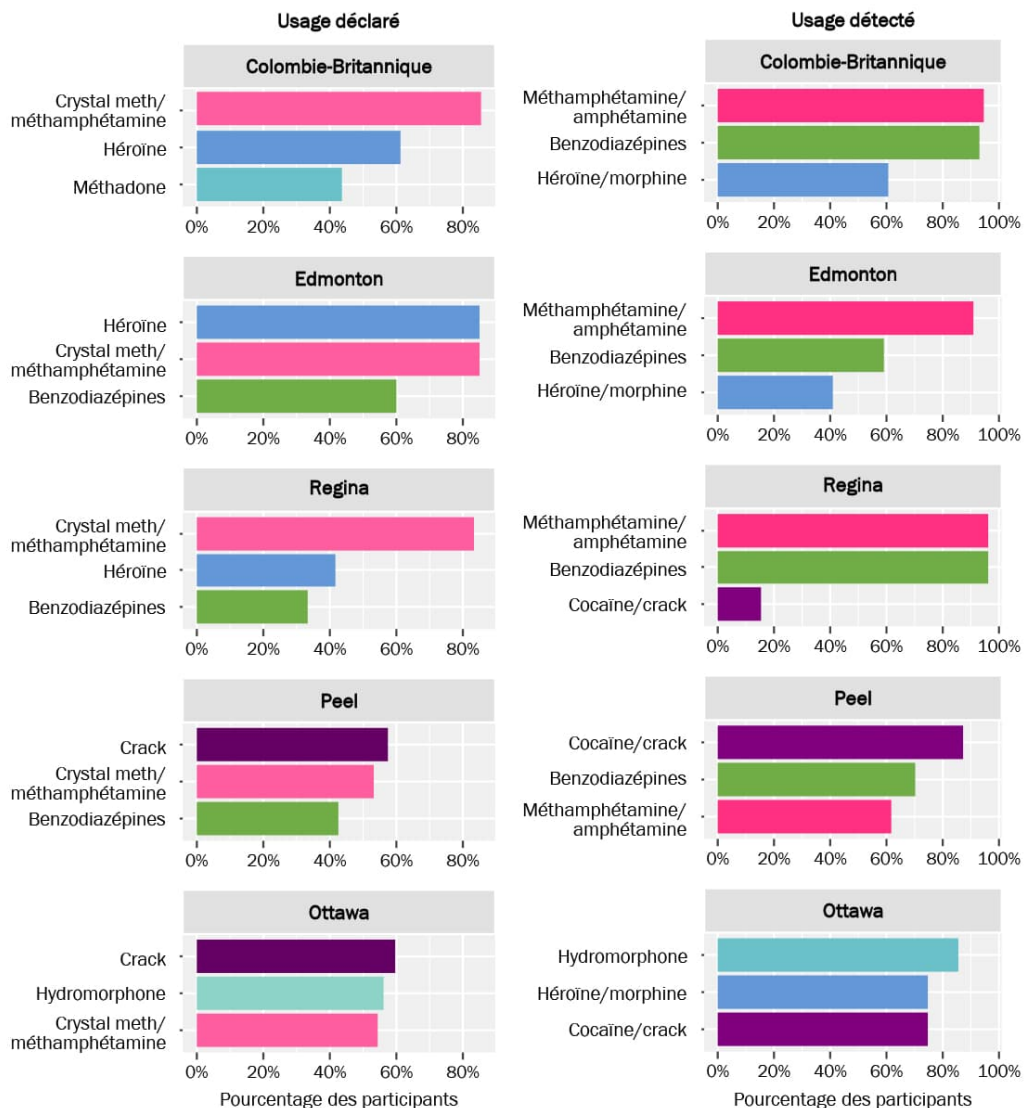 Usage déclaré
Colombie-Britannique
Crystal meth/
méthamphétamine
Héroïne
Méthadone
0% 20% 40% 60% 80%
Edmonton
Héroïne
Crystal meth/
méthamphétamine
Benzodiazépines
0% 20% 40% 60% 80%
Regina
Crystal meth/
méthamphétamine
Héroïne
Benzodiazépines
0% 20% 40% 60% 80%
Peel
Crack
Crystal meth/
méthamphétamine
Benzodiazépines
0% 20% 40% 60% 80%
Ottawa
Crack
Hydromorphone
Crystal meth/
méthamphétamine
0% 20% 40% 60% 80%
Pourcentage des participants
Usage détecté
Colombie-Britannique
Méthamphétamine/
amphétamine
Benzodiazépines
Héroïne/morphine
0% 20% 40% 60% 80% 100%
Edmonton
Méthamphétamine/
amphétamine
Benzodiazépines
Héroïne/morphine
0% 20% 40% 60% 80% 100%
Regina
Méthamphétamine/
amphétamine
Benzodiazépines
Cocaïne/crack
0% 20% 40% 60% 80% 100%
Peel
Cocaïne/crack
Benzodiazépines
Méthamphétamine/
amphétamine
0% 20% 40% 60% 80% 100%
Ottawa
Hydromorphone
Héroïne/morphine
Cocaïne/crack
0% 20% 40% 60% 80% 100%
Pourcentage des participants